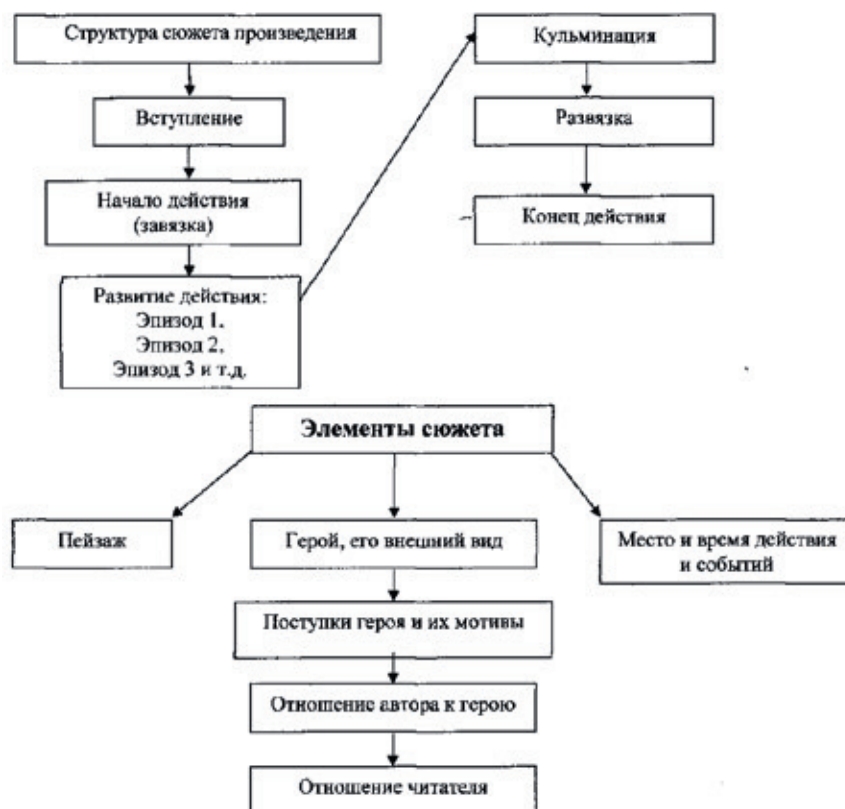 Структура сюжета произведения
Вступление
Начало действия
(завязка)
Развитие действия:
Эпизод 1,
Эпизод 2,
Эпизод 3 и т.д.
Кульминация
Развязка
Конец действия
Элементы сюжета
Пейзаж
Герой, его внешний вид
Место и время действия
и событий
Поступки героя и их мотивы
Отношение автора к герою
Отношение читателя